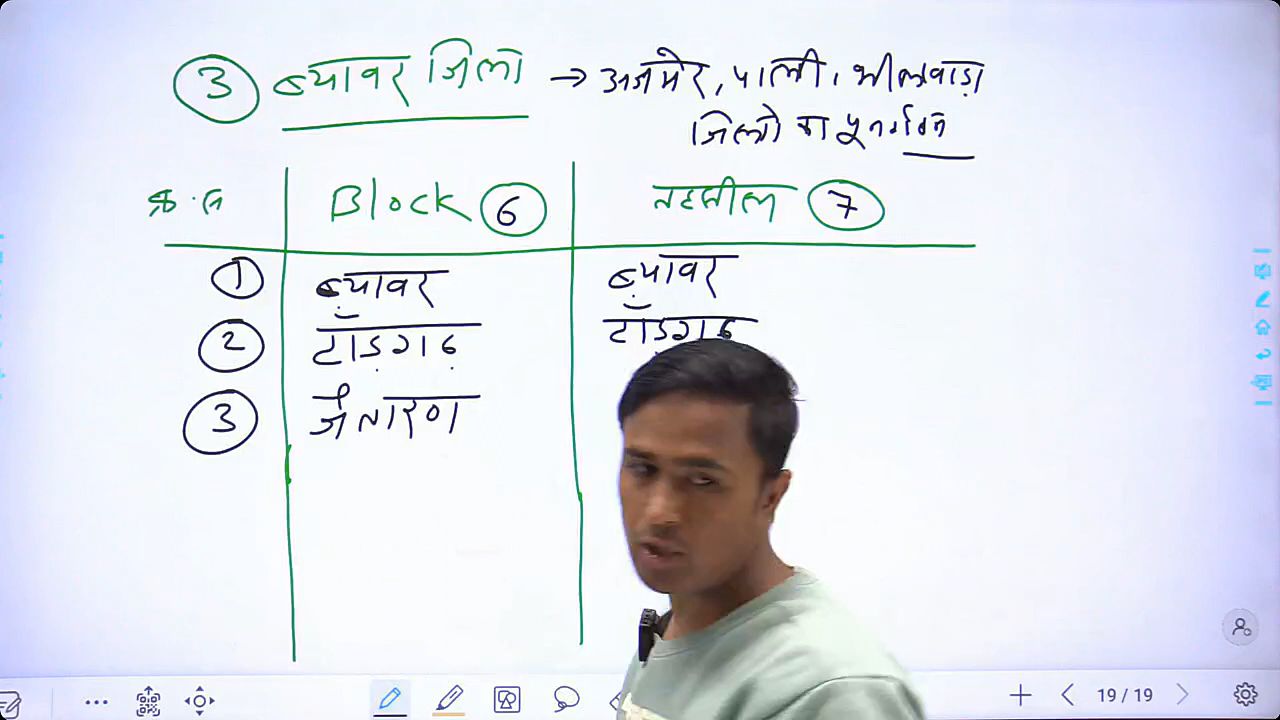 3 ब्यावर जिला → अजमेर, पाली, भीलवाड़ा
जिलों का पुनर्गठन
क्र.स Block 6 तहसील 7
1 ब्यावर ब्यावर
2 टॉडगढ़ टॉडगढ़
3 जैतारण
19 / 19